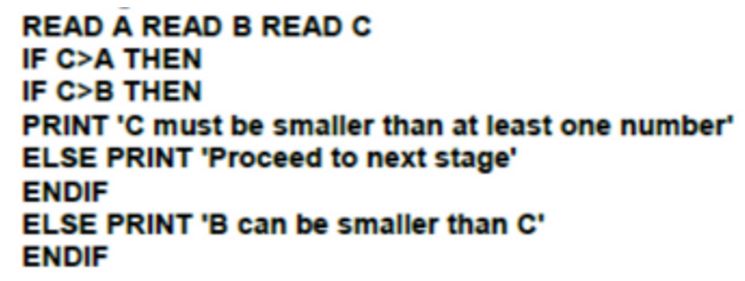 READ A READ B READ C
IF C>A THEN
IF C>B THEN
PRINT 'C must be smaller than at least one number'
ELSE PRINT 'Proceed to next stage'
ENDIF
ELSE PRINT 'B can be smaller than C'
ENDIF